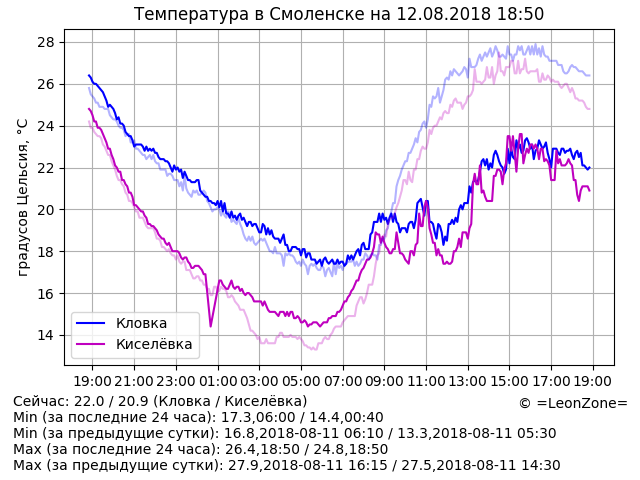 Температура в Смоленске на 12.08.2018 18:50
градусов Цельсия, °C
28
26
24
22
20
18
16
14
Кловка
Киселёвка
19:00 21:00 23:00 01:00 03:00 05:00 07:00 09:00 11:00 13:00 15:00 17:00 19:00
Сейчас: 22.0 / 20.9 (Кловка / Киселёвка)
© =LeonZone=
Min (за последние 24 часа): 17.3,06:00 / 14.4,00:40
Min (за предыдущие сутки): 16.8,2018-08-11 06:10 / 13.3,2018-08-11 05:30
Max (за последние 24 часа): 26.4,18:50 / 24.8,18:50
Max (за предыдущие сутки): 27.9,2018-08-11 16:15 / 27.5,2018-08-11 14:30